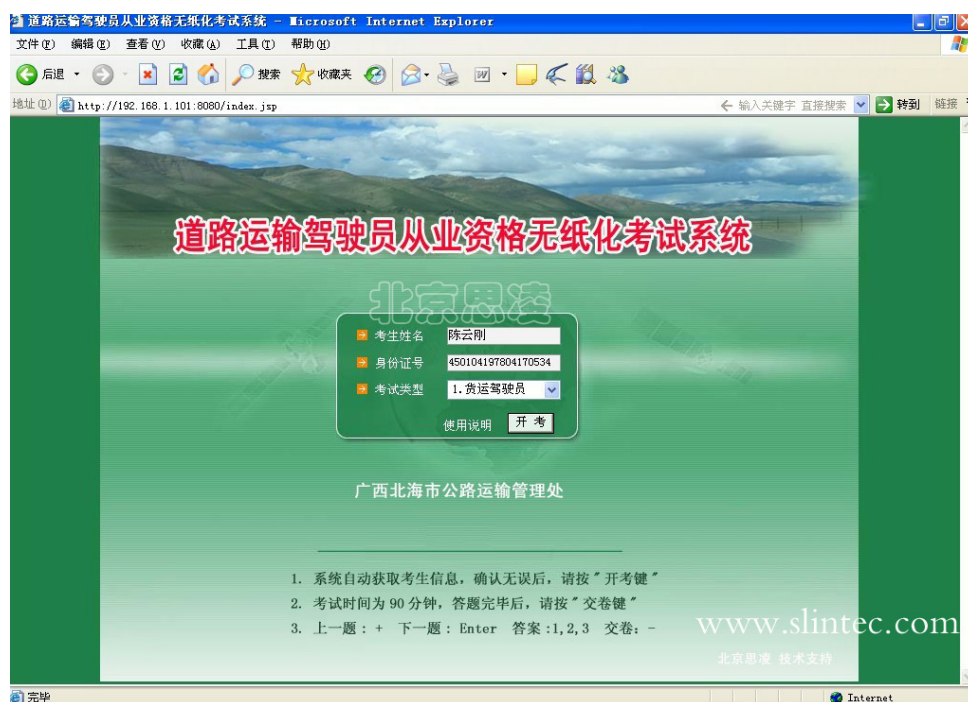 道路运输驾驶员从业资格无纸化考试系统 - Microsoft Internet Explorer
文件(F) 编辑(E) 查看(V) 收藏(A) 工具(T) 帮助(H)
后退 搜索 收藏夹
地址(D) http://192.168.1.101:8080/index.jsp 输入关键字 直接搜索 转到 链接
道路运输驾驶员从业资格无纸化考试系统
北京思凌
考生姓名 陈云刚
身份证号 450104197804170534
考试类型 1.货运驾驶员
使用说明 开 考
广西北海市公路运输管理处
1. 系统自动获取考生信息，确认无误后，请按"开考键"
2. 考试时间为90分钟，答题完毕后，请按"交卷键"
3. 上一题：+ 下一题：Enter 答案:1,2,3 交卷：-
www.slintec.com
北京思凌 技术支持
完毕 Internet